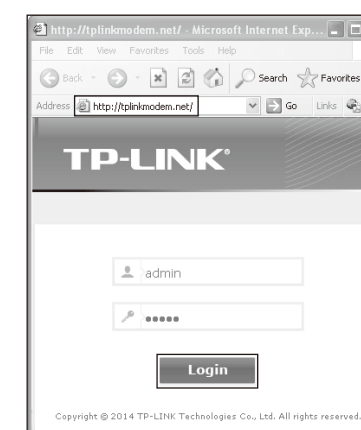 http://tplinkmodem.net/ - Microsoft Internet Exp...
File Edit View Favorites Tools Help
Back Search Favorites
Address http://tplinkmodem.net/ Go Links
TP-LINK®
admin
•••••
Login
Copyright © 2014 TP-LINK Technologies Co., Ltd. All rights reserved.